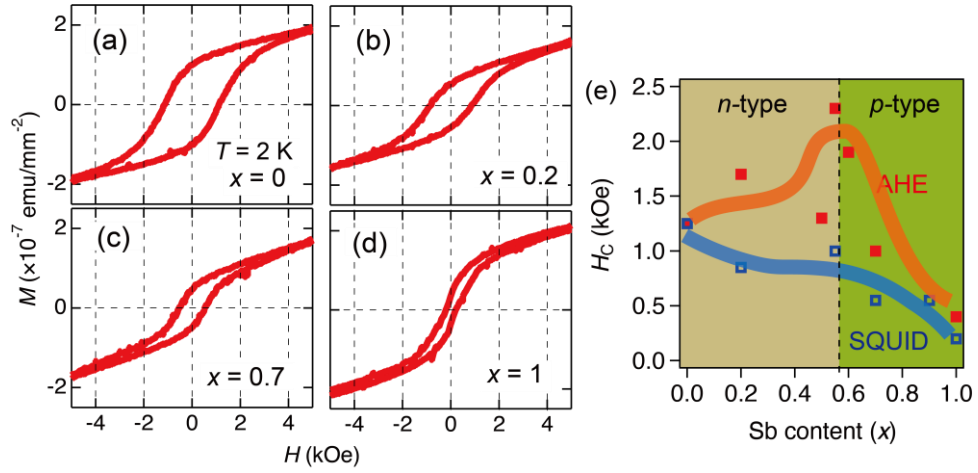 (a)
T = 2 K
x = 0
2
0
-2
(b)
x = 0.2
(c)
x = 0.7
2
0
-2
-4 -2 0 2 4
(d)
x = 1
-4 -2 0 2 4
M (×10⁻⁷ emu/mm⁻²)
H (kOe)
(e)
n-type p-type
AHE
SQUID
2.5
2.0
1.5
1.0
0.5
0.0
H_C (kOe)
0.0 0.2 0.4 0.6 0.8 1.0
Sb content (x)